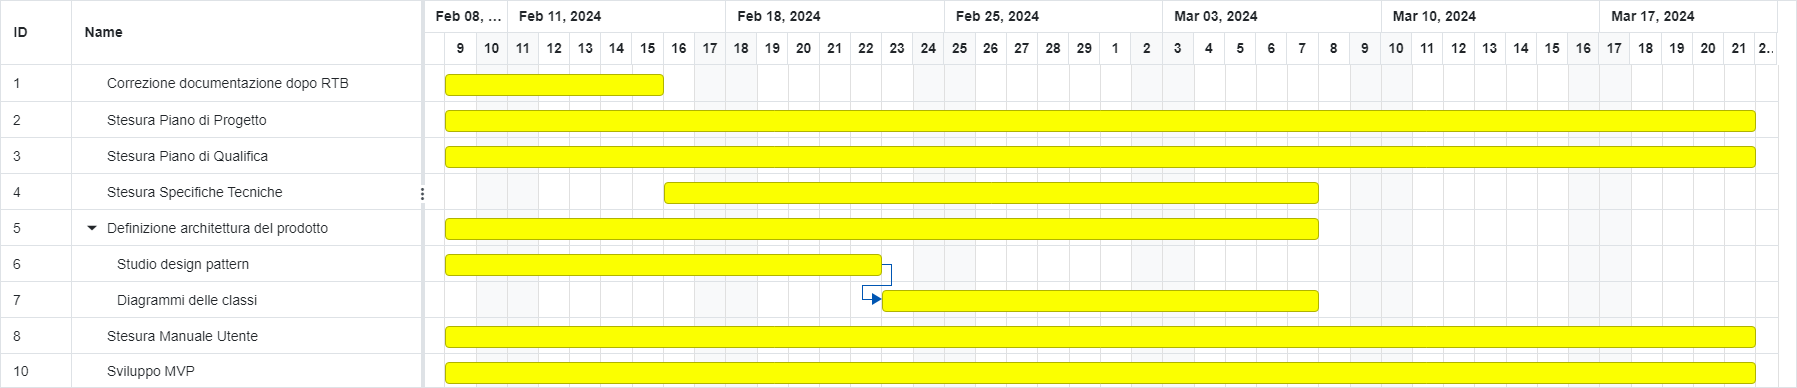 ID Name Feb 08, ... Feb 11, 2024 Feb 18, 2024 Feb 25, 2024 Mar 03, 2024 Mar 10, 2024 Mar 17, 2024
9 10 11 12 13 14 15 16 17 18 19 20 21 22 23 24 25 26 27 28 29 1 2 3 4 5 6 7 8 9 10 11 12 13 14 15 16 17 18 19 20 21 2..
1 Correzione documentazione dopo RTB
2 Stesura Piano di Progetto
3 Stesura Piano di Qualifica
4 Stesura Specifiche Tecniche
5 Definizione architettura del prodotto
6 Studio design pattern
7 Diagrammi delle classi
8 Stesura Manuale Utente
10 Sviluppo MVP